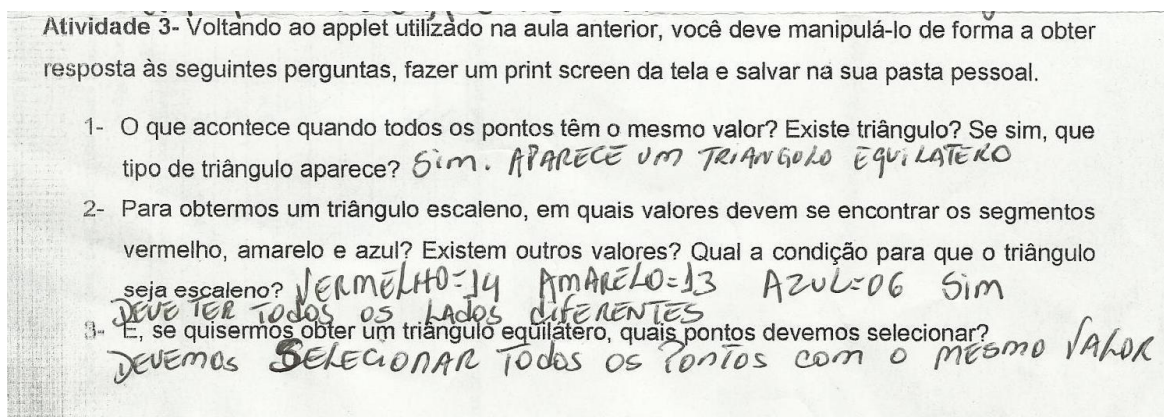 Atividade 3- Voltando ao applet utilizado na aula anterior, você deve manipulá-lo de forma a obter
resposta às seguintes perguntas, fazer um print screen da tela e salvar na sua pasta pessoal.
1- O que acontece quando todos os pontos têm o mesmo valor? Existe triângulo? Se sim, que
tipo de triângulo aparece? Sim. APARECE UM TRIANGOLO EQUILATERO
2- Para obtermos um triângulo escaleno, em quais valores devem se encontrar os segmentos
vermelho, amarelo e azul? Existem outros valores? Qual a condição para que o triângulo
seja escaleno? VERMELHO=14 AMARELO=13 AZUL=06 Sim
DEVE TER TODOS OS LADOS DIFERENTES
3- E, se quisermos obter um triângulo equilátero, quais pontos devemos selecionar?
DEVEMOS SELECIONAR TODOS OS PONTOS COM O MESMO VALOR